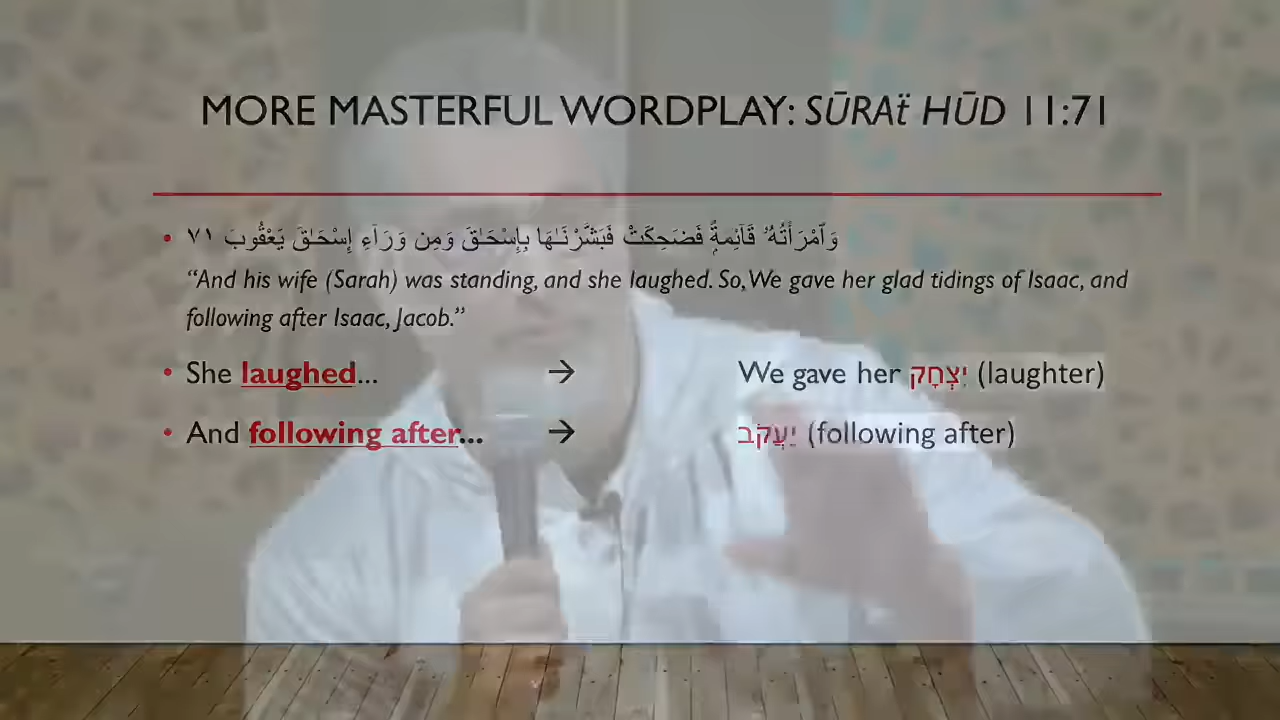 MORE MASTERFUL WORDPLAY: SŪRAẗ HŪD 11:71
• وَٱمْرَأَتُهُۥ قَآئِمَةٌۭ فَضَحِكَتْ فَبَشَّرْنَـٰهَا بِإِسْحَـٰقَ وَمِن وَرَآءِ إِسْحَـٰقَ يَعْقُوبَ ٧١
“And his wife (Sarah) was standing, and she laughed. So, We gave her glad tidings of Isaac, and
following after Isaac, Jacob.”
• She laughed... → We gave her יִצְחָק (laughter)
• And following after... → יַעֲקֹב (following after)